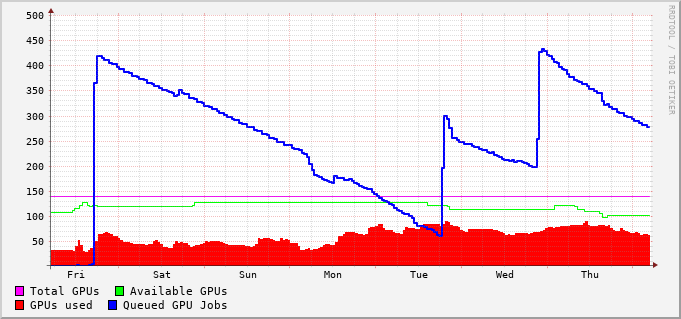 RRDTOOL / TOBI OETIKER
500
450
400
350
300
250
200
150
100
50
Fri Sat Sun Mon Tue Wed Thu
Total GPUs Available GPUs
GPUs used Queued GPU Jobs